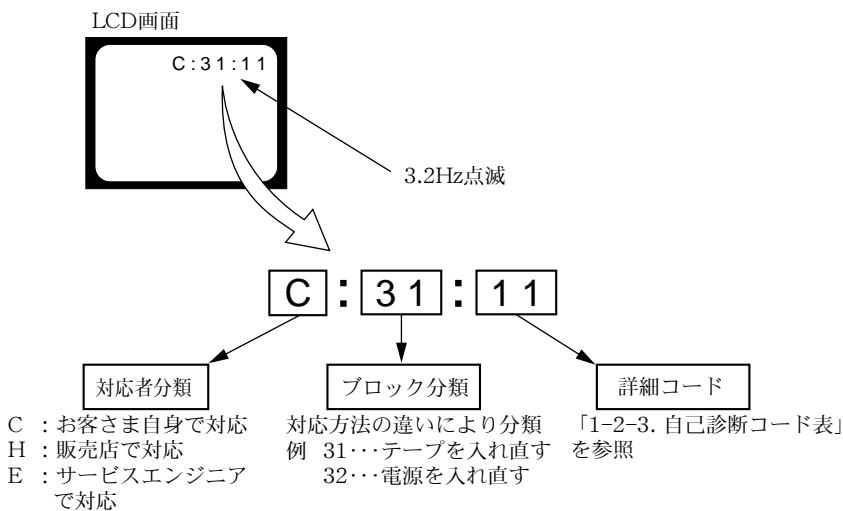 LCD画面
C:31:11
3.2Hz点滅
C:31:11
対応者分類
C：お客さま自身で対応
H：販売店で対応
E：サービスエンジニア
で対応
ブロック分類
対応方法の違いにより分類
例 31･･･テープを入れ直す
32･･･電源を入れ直す
詳細コード
「1-2-3. 自己診断コード表」
を参照